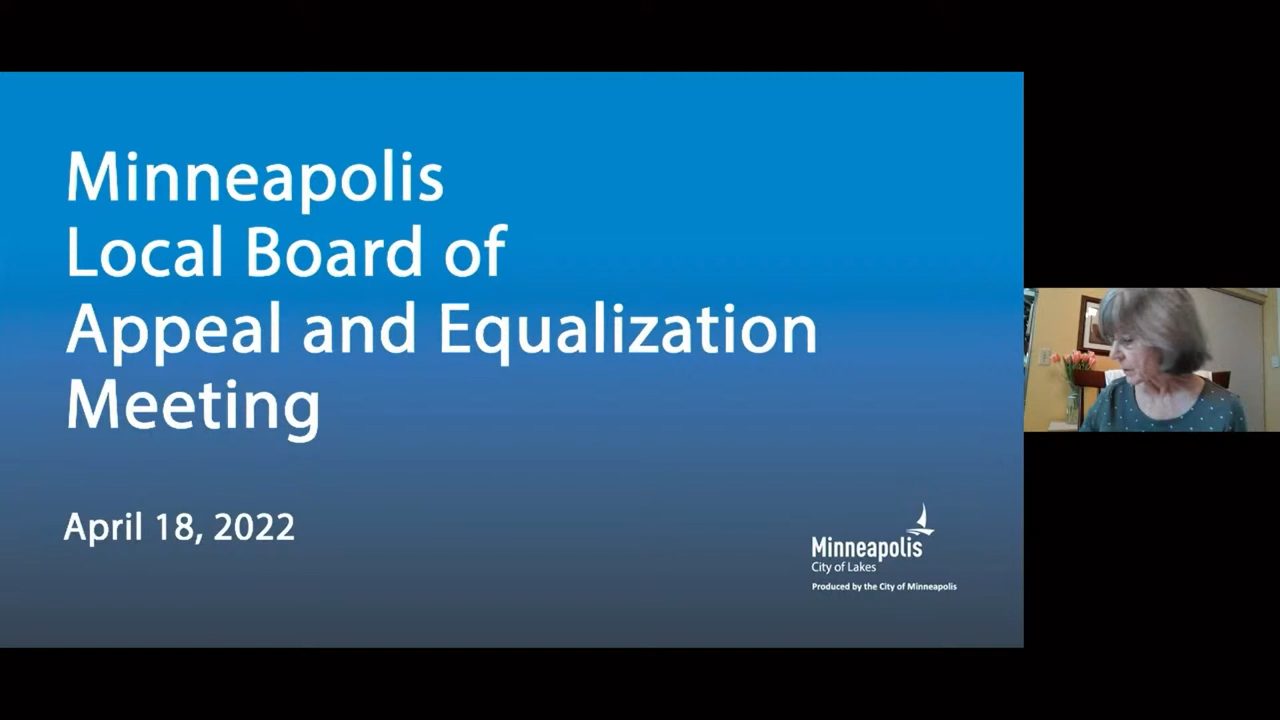 Minneapolis
Local Board of
Appeal and Equalization
Meeting
April 18, 2022
Minneapolis
City of Lakes
Produced by the City of Minneapolis